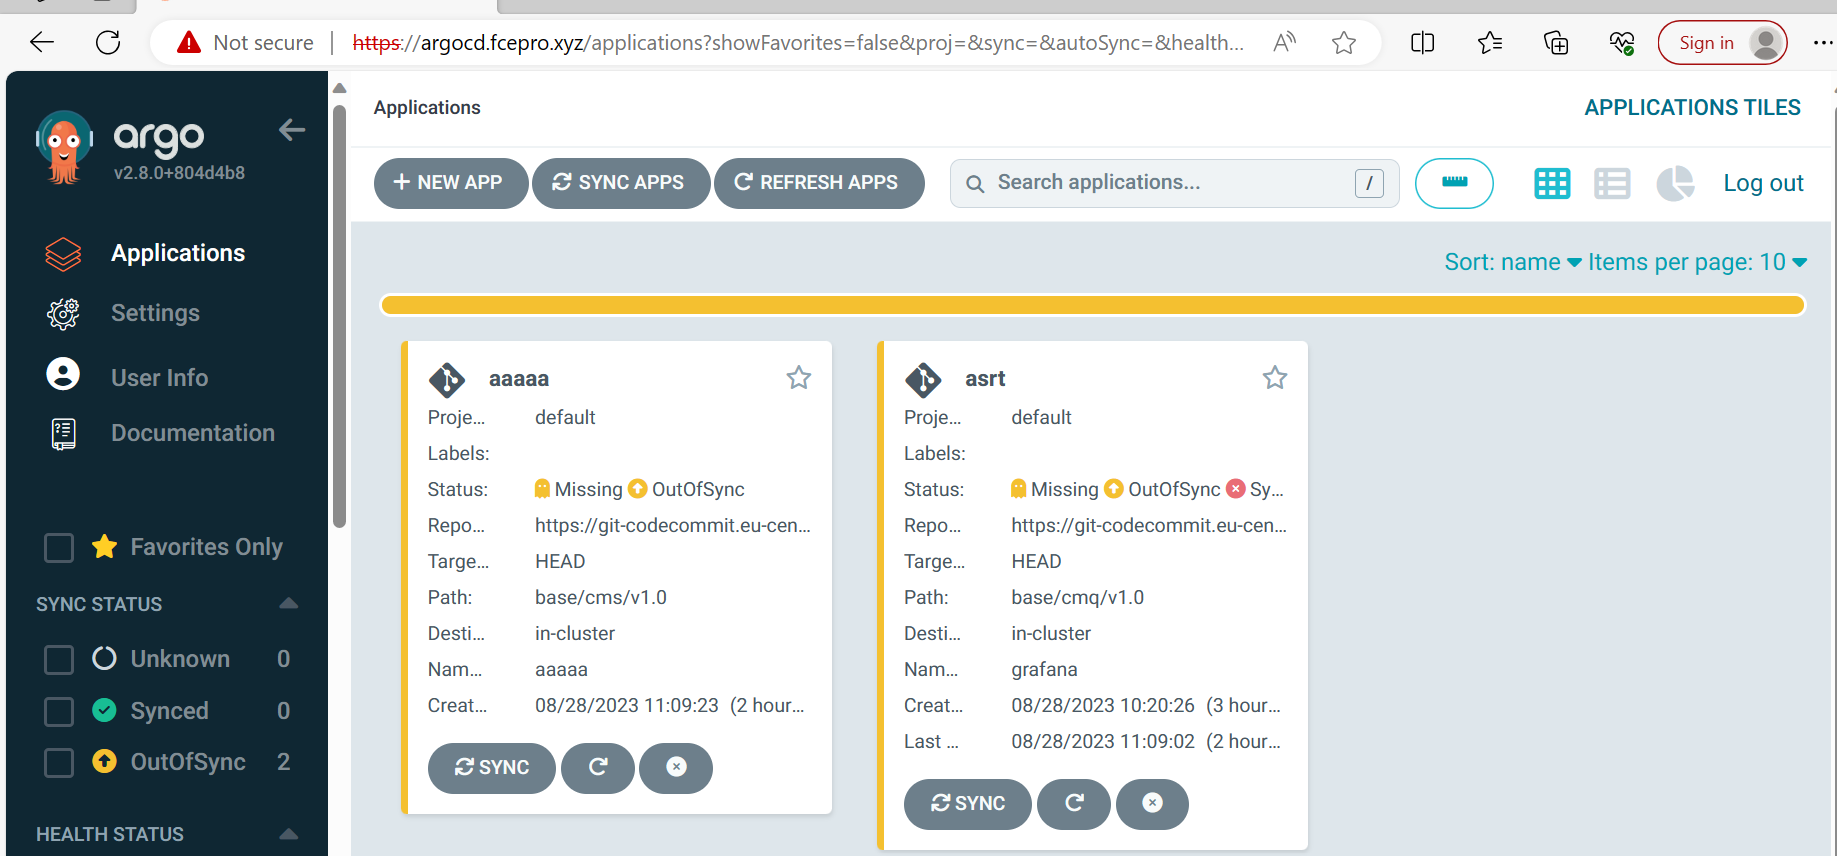 Not secure
https://argocd.fcepro.xyz/applications?showFavorites=false&proj=&sync=&autoSync=&health...
Sign in
argo
v2.8.0+804d4b8
Applications
Settings
User Info
Documentation
Favorites Only
SYNC STATUS
Unknown 0
Synced 0
OutOfSync 2
HEALTH STATUS
Applications
APPLICATIONS TILES
+ NEW APP
SYNC APPS
REFRESH APPS
Search applications...
/
Log out
Sort: name
Items per page: 10
aaaaa
Proje... default
Labels:
Status: Missing OutOfSync
Repo... https://git-codecommit.eu-cen...
Targe... HEAD
Path: base/cms/v1.0
Desti... in-cluster
Nam... aaaaa
Creat... 08/28/2023 11:09:23 (2 hour...
SYNC
asrt
Proje... default
Labels:
Status: Missing OutOfSync Sy...
Repo... https://git-codecommit.eu-cen...
Targe... HEAD
Path: base/cmq/v1.0
Desti... in-cluster
Nam... grafana
Creat... 08/28/2023 10:20:26 (3 hour...
Last ... 08/28/2023 11:09:02 (2 hour...
SYNC